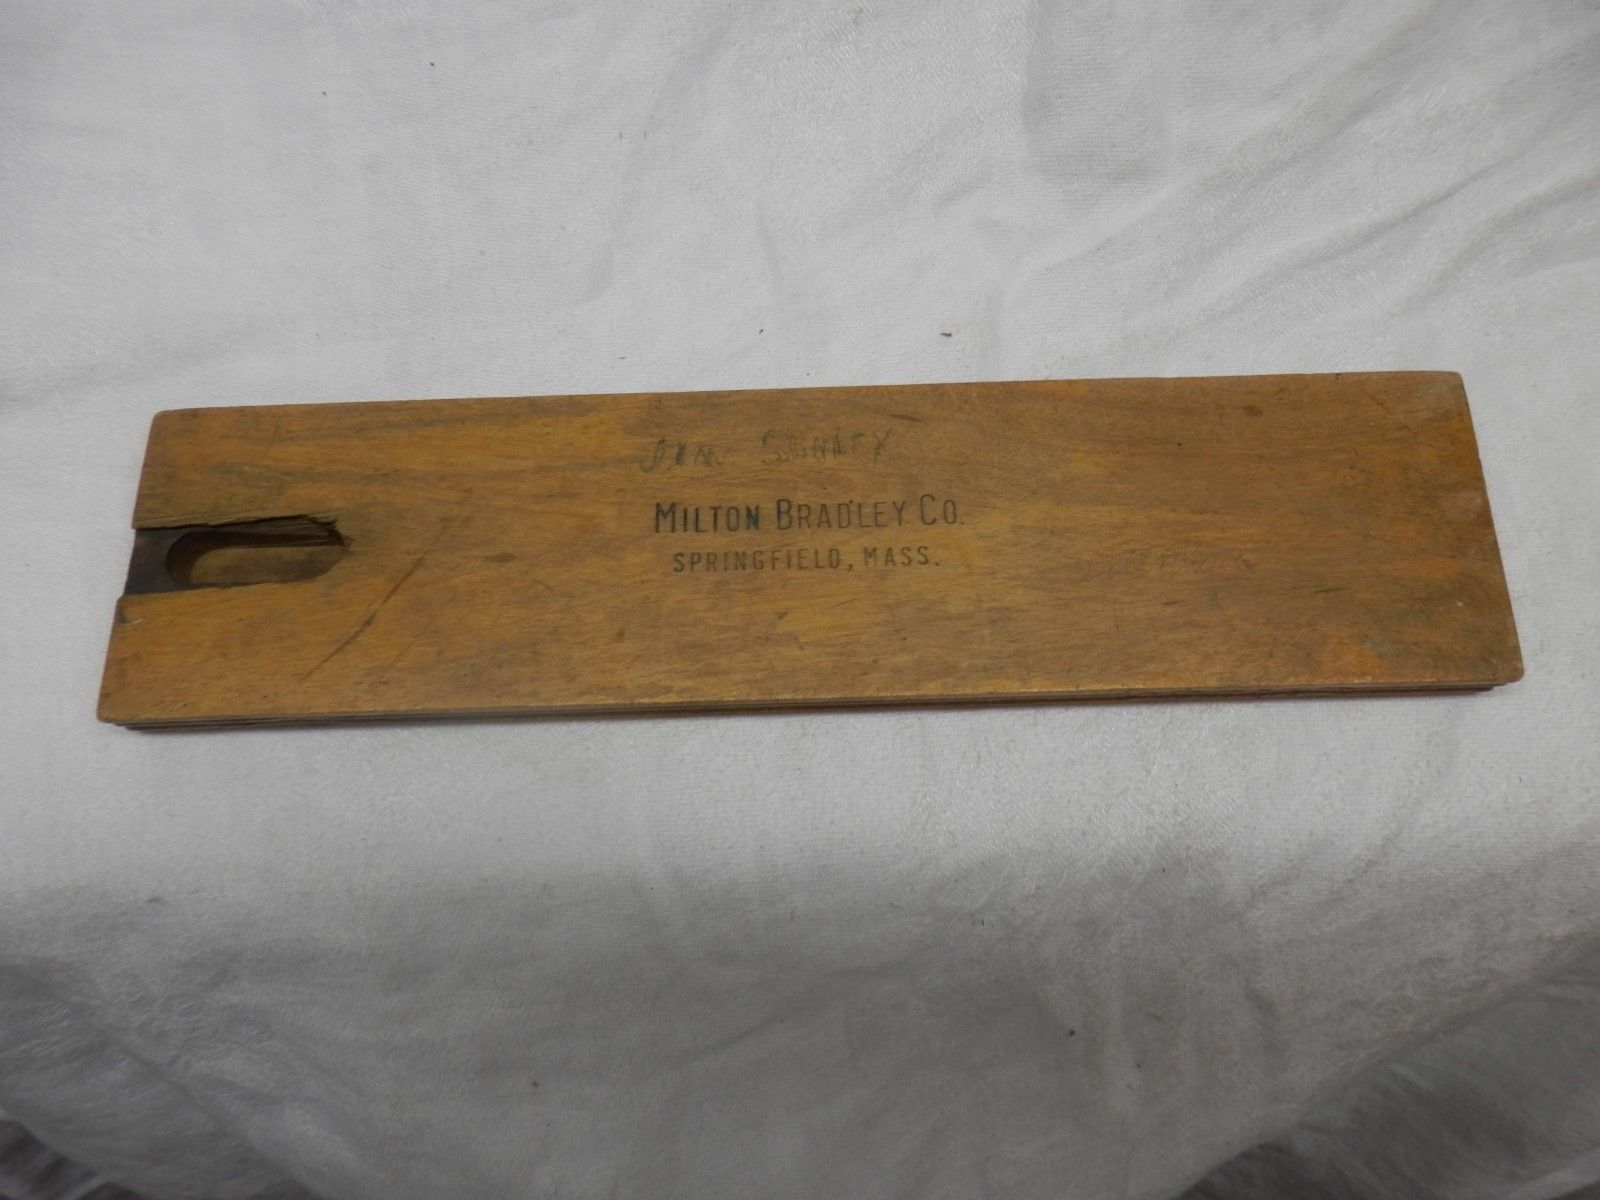 MILTON BRADLEY CO.
SPRINGFIELD, MASS.